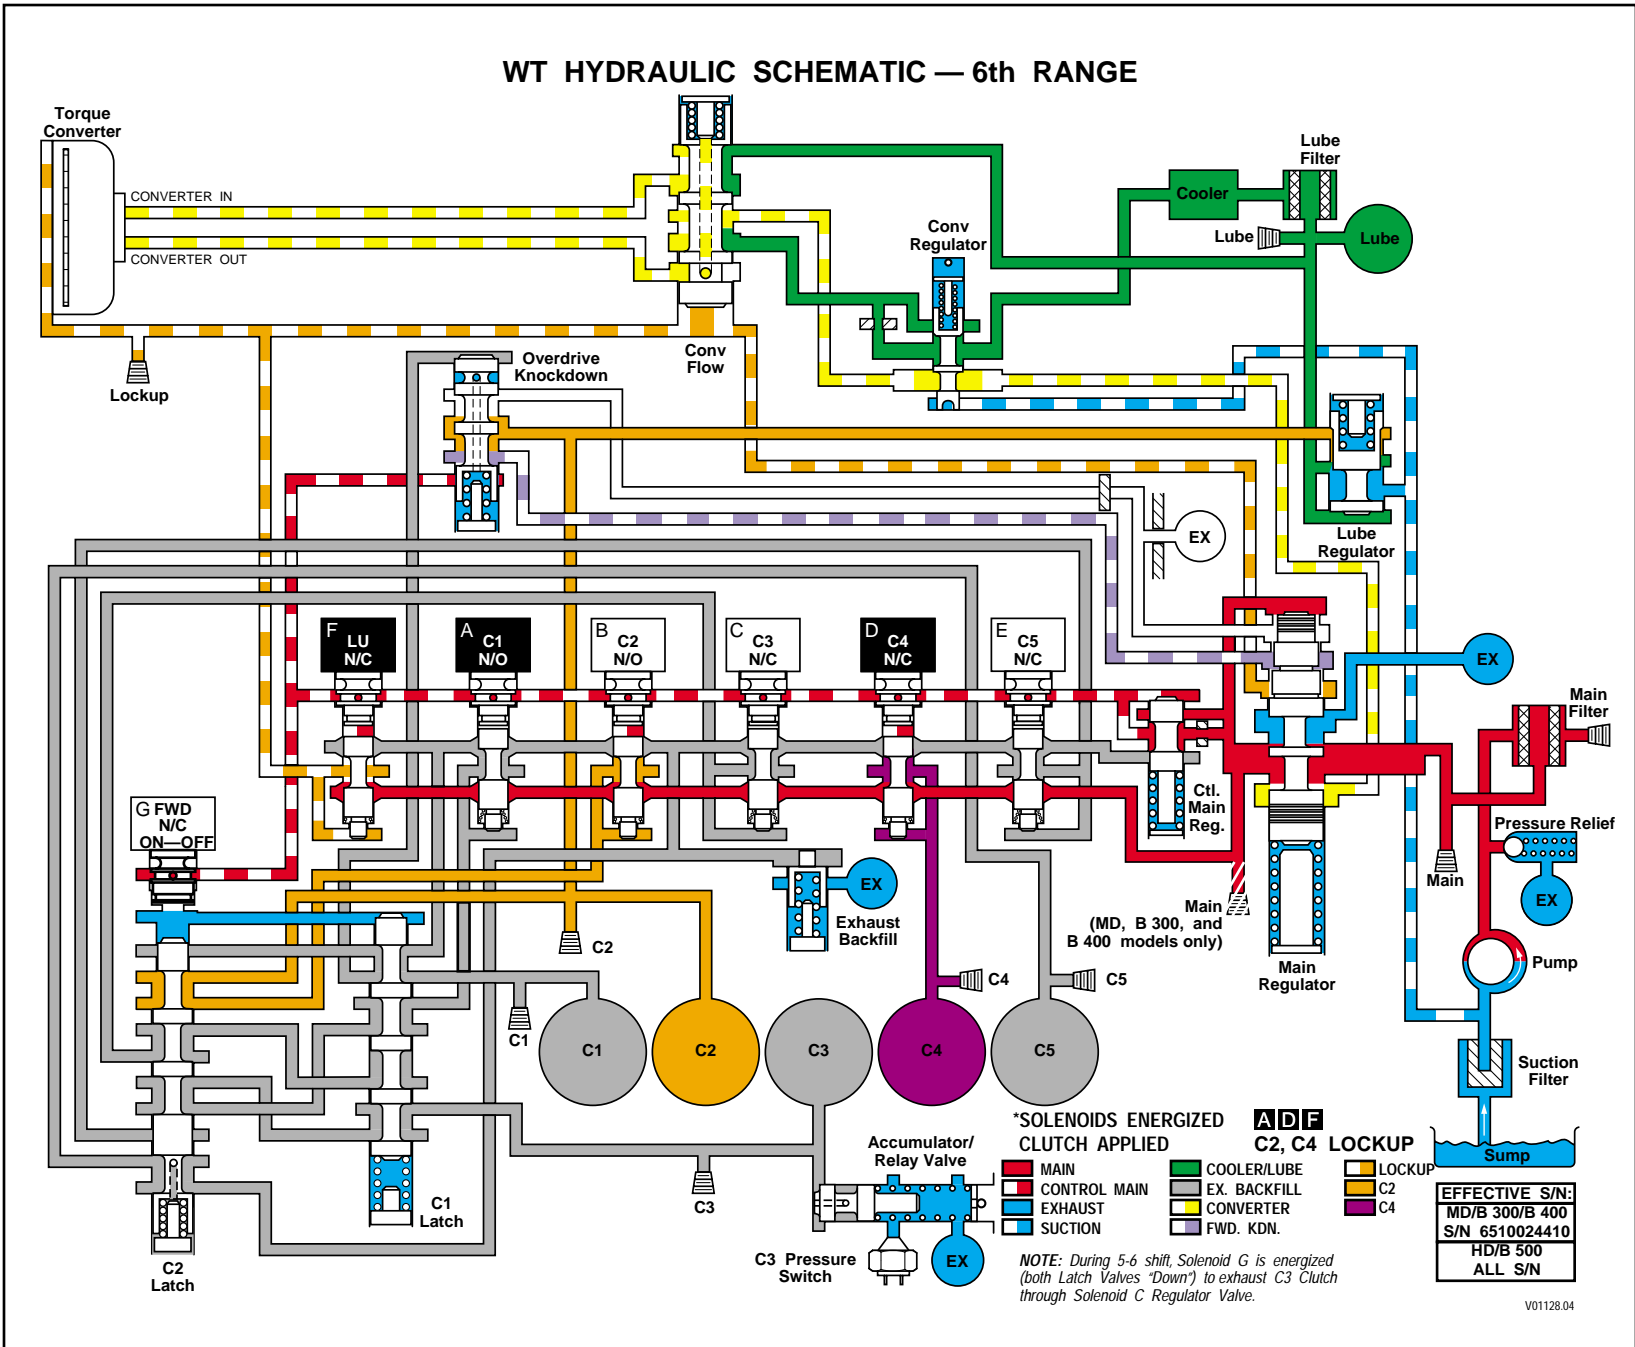 WT HYDRAULIC SCHEMATIC — 6th RANGE
Torque
Converter
CONVERTER IN
CONVERTER OUT
Lockup
Conv
Flow
Conv
Regulator
Cooler
Lube
Filter
Lube
Lube
Overdrive
Knockdown
Lube
Regulator
EX
F
LU
N/C
A
C1
N/O
B
C2
N/O
C
C3
N/C
D
C4
N/C
E
C5
N/C
EX
Main
Filter
Ctl.
Main
Reg.
G FWD
N/C
ON—OFF
Pressure Relief
EX
Main
EX
Exhaust
Backfill
Main
(MD, B 300, and
B 400 models only)
Main
Regulator
Pump
C2
C4
C5
C1
C1
C2
C3
C4
C5
Suction
Filter
Sump
C1
Latch
C2
Latch
C3
Accumulator/
Relay Valve
C3 Pressure
Switch
EX
*SOLENOIDS ENERGIZED A D F
CLUTCH APPLIED C2, C4 LOCKUP
MAIN
CONTROL MAIN
EXHAUST
SUCTION
COOLER/LUBE
EX. BACKFILL
CONVERTER
FWD. KDN.
LOCKUP
C2
C4
NOTE: During 5-6 shift, Solenoid G is energized
(both Latch Valves "Down") to exhaust C3 Clutch
through Solenoid C Regulator Valve.
EFFECTIVE S/N:
MD/B 300/B 400
S/N 6510024410
HD/B 500
ALL S/N
V01128.04